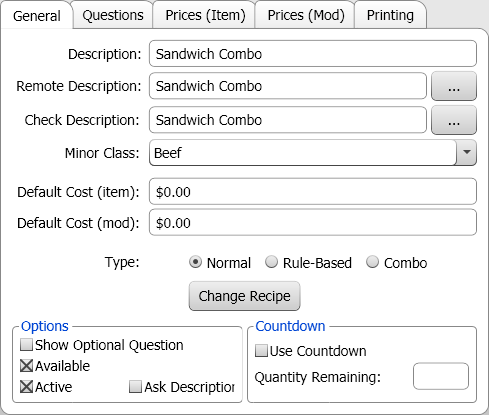 General Questions Prices (Item) Prices (Mod) Printing
Description: Sandwich Combo
Remote Description: Sandwich Combo ...
Check Description: Sandwich Combo ...
Minor Class: Beef
Default Cost (item): $0.00
Default Cost (mod): $0.00
Type: Normal Rule-Based Combo
Change Recipe
Options
Show Optional Question
Available
Active Ask Description
Countdown
Use Countdown
Quantity Remaining: